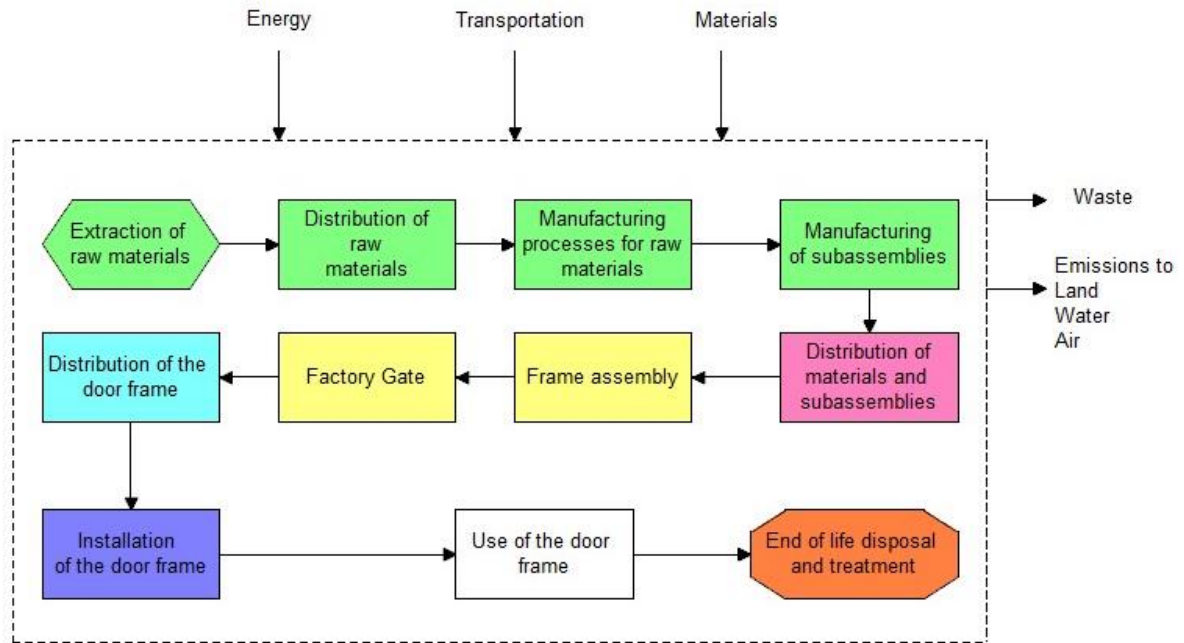 Energy
Transportation
Materials
Extraction of
raw materials
Distribution of
raw
materials
Manufacturing
processes for raw
materials
Manufacturing
of subassemblies
Waste
Emissions to
Land
Water
Air
Distribution of the
door frame
Factory Gate
Frame assembly
Distribution of
materials and
subassemblies
Installation
of the door frame
Use of the door
frame
End of life disposal
and treatment